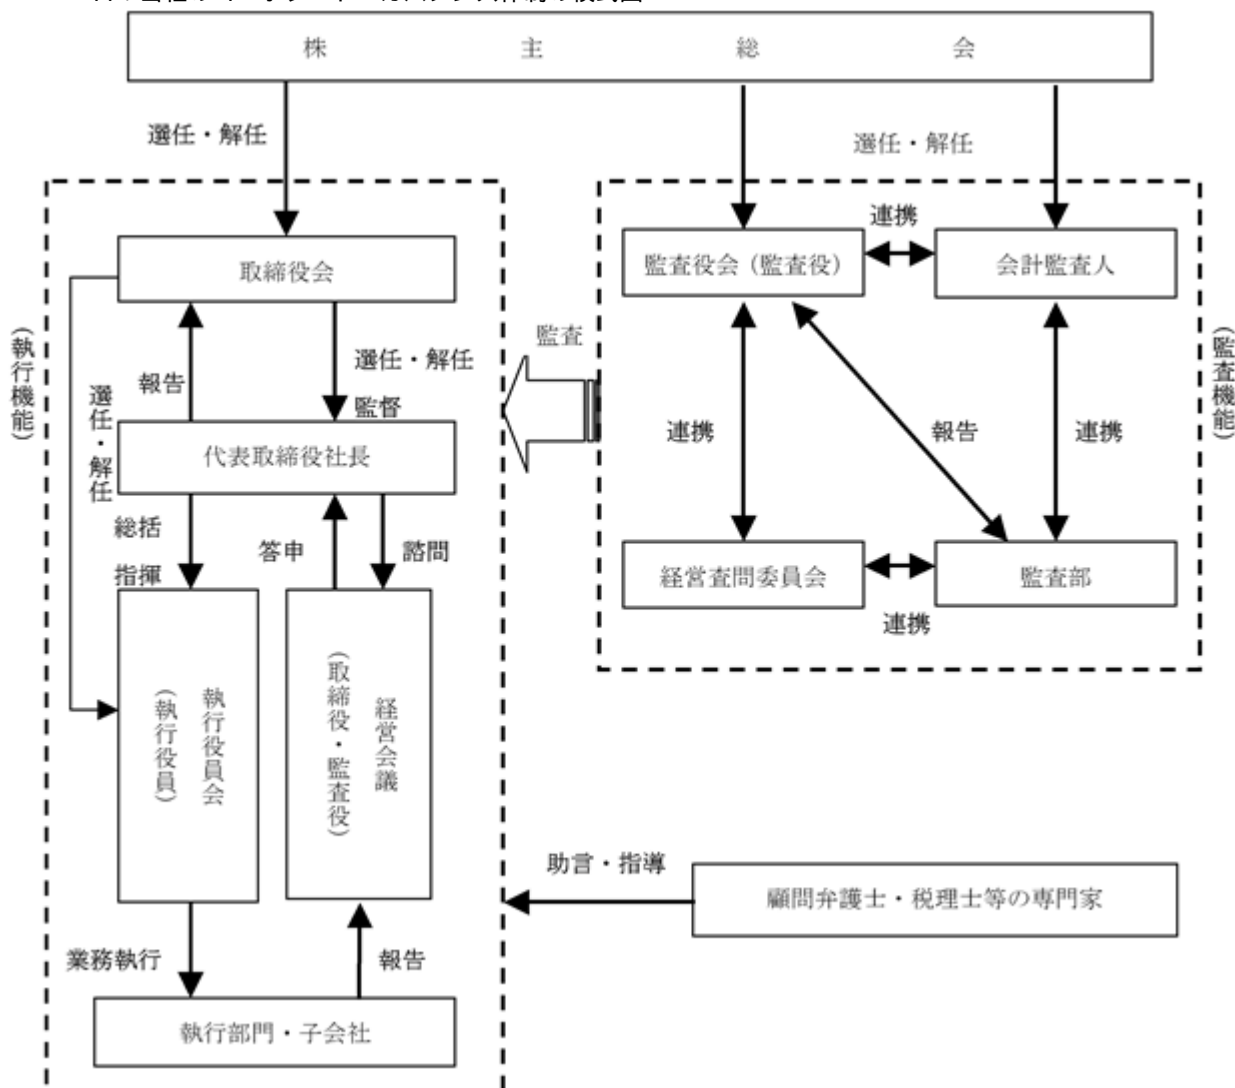 株主総会
選任・解任
選任・解任
(執行機能)
取締役会
選任・解任
報告
選任・解任
監督
代表取締役社長
総括
指揮
答申
諮問
執行役員会
(執行役員)
経営会議
(取締役・監査役)
業務執行
報告
執行部門・子会社
監査
(監査機能)
監査役会(監査役)
連携
会計監査人
連携
報告
連携
経営査問委員会
連携
監査部
助言・指導
顧問弁護士・税理士等の専門家